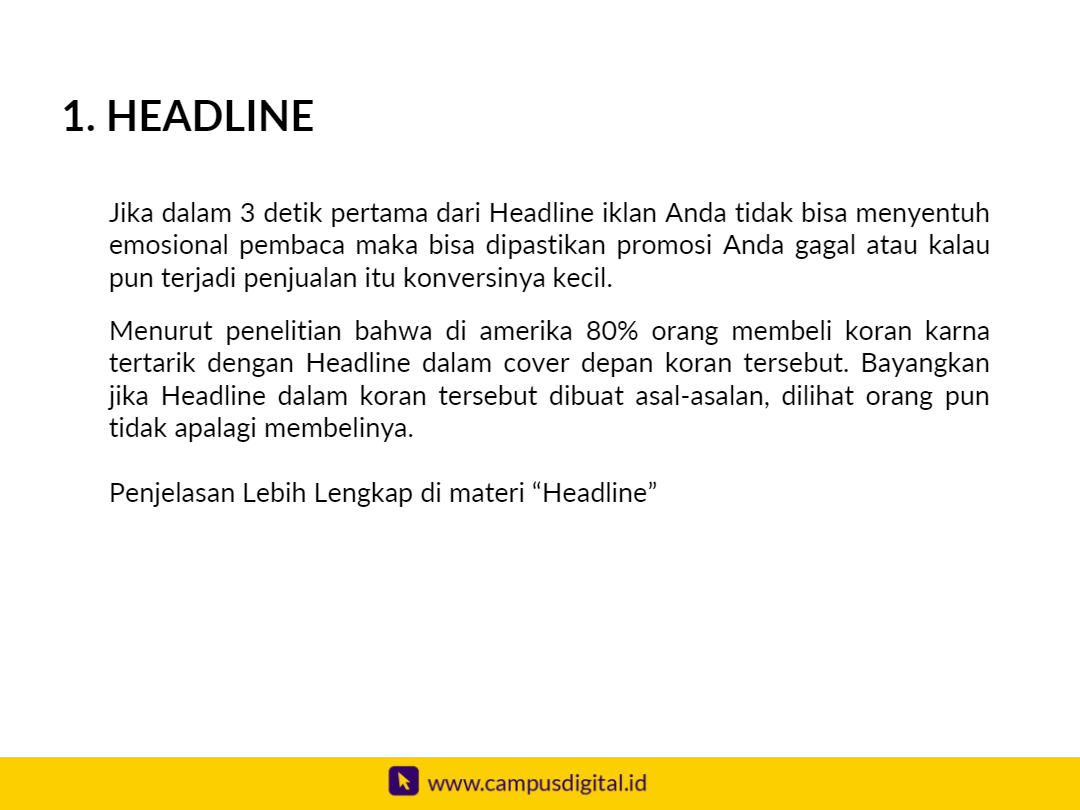 1. HEADLINE
Jika dalam 3 detik pertama dari Headline iklan Anda tidak bisa menyentuh
emosional pembaca maka bisa dipastikan promosi Anda gagal atau kalau
pun terjadi penjualan itu konversinya kecil.
Menurut penelitian bahwa di amerika 80% orang membeli koran karna
tertarik dengan Headline dalam cover depan koran tersebut. Bayangkan
jika Headline dalam koran tersebut dibuat asal-asalan, dilihat orang pun
tidak apalagi membelinya.
Penjelasan Lebih Lengkap di materi “Headline”
www.campusdigital.id